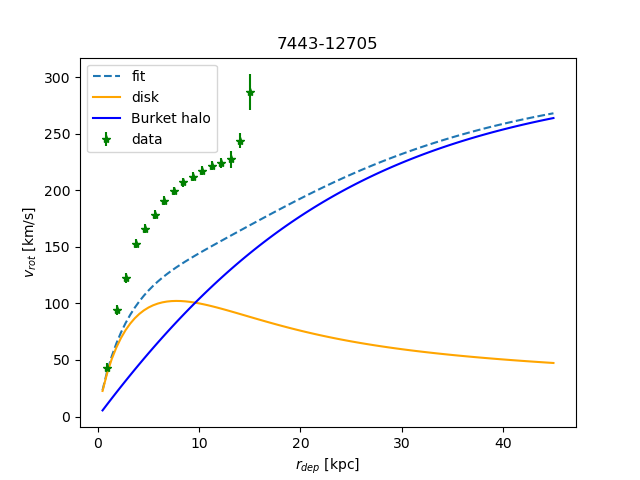 7443-12705
fit
disk
Burket halo
data
v_rot [km/s]
300
250
200
150
100
50
0
0 10 20 30 40
r_dep [kpc]